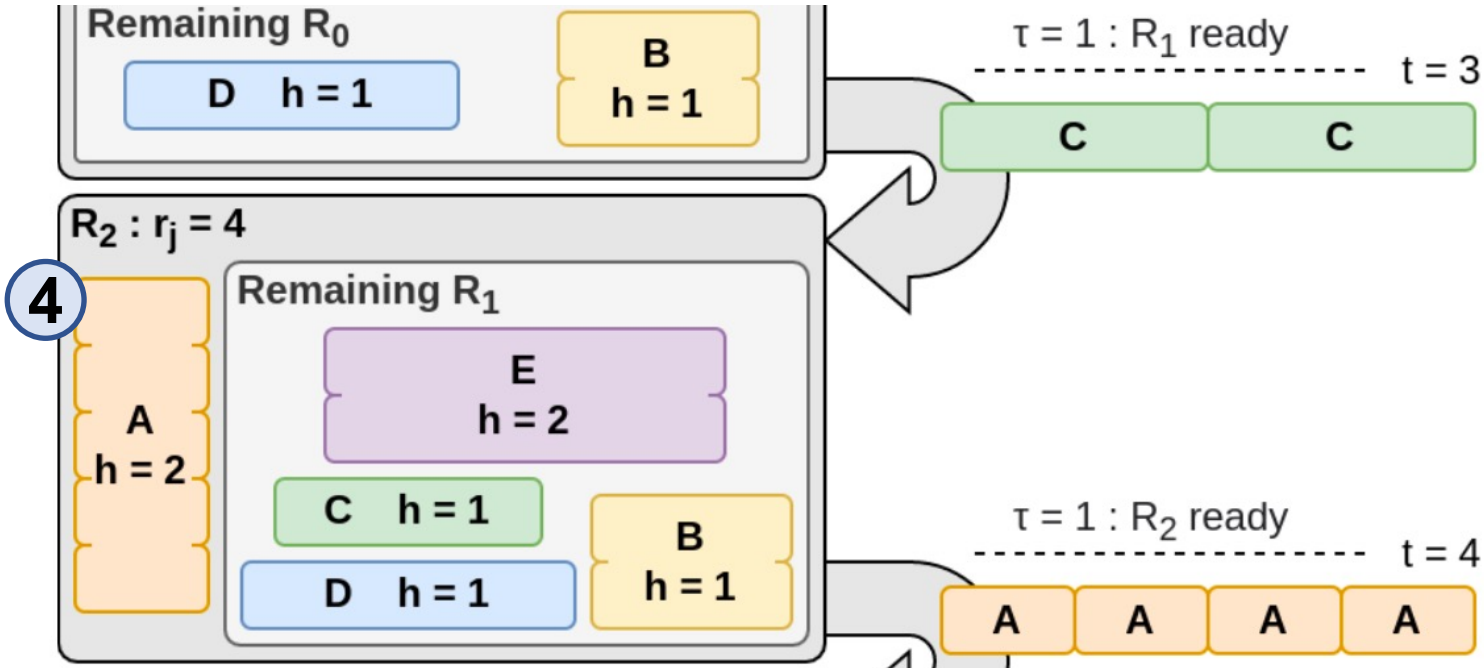 Remaining R₀
D h = 1
B
h = 1
τ = 1 : R₁ ready
t = 3
C C
R₂ : rⱼ = 4
4
A
h = 2
Remaining R₁
E
h = 2
C h = 1
D h = 1
B
h = 1
τ = 1 : R₂ ready
t = 4
A A A A